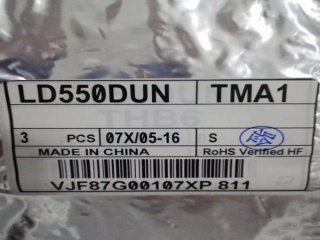 LD550DUN TMA1
THB6
3 PCS 07X/05-16 S
MADE IN CHINA RoHS Verified HF
VJF87G00107XP 811